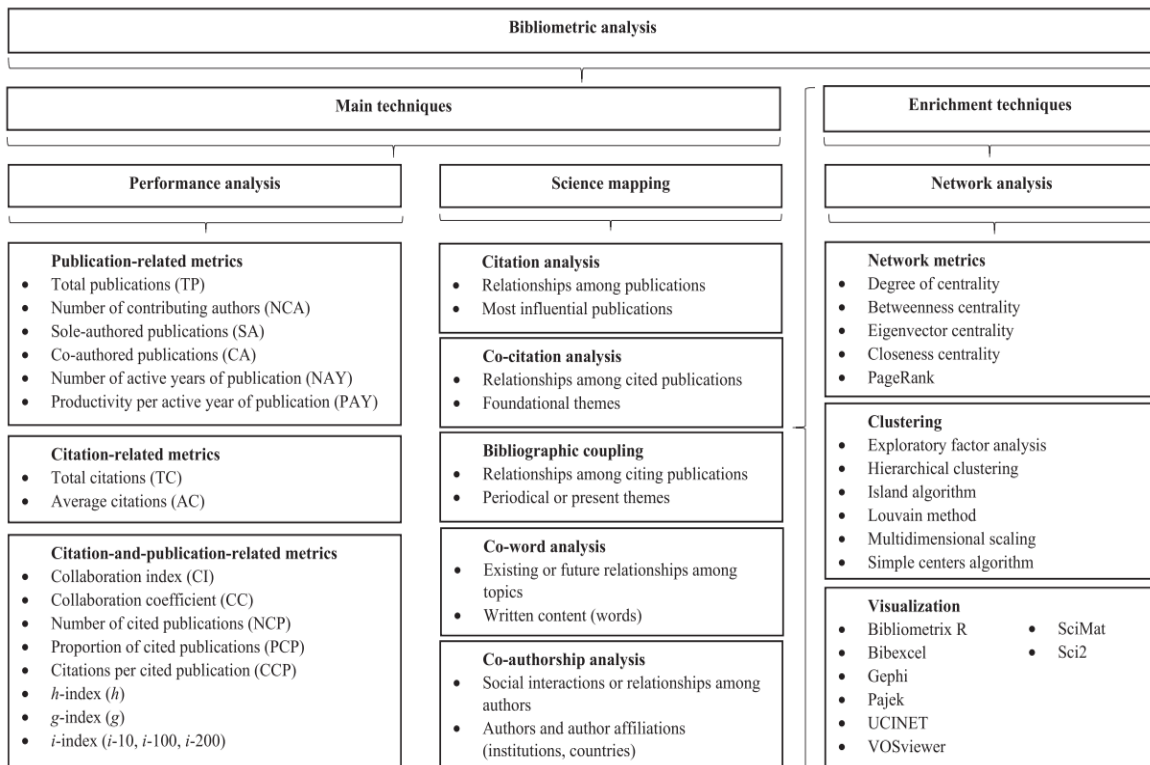 Bibliometric analysis
Main techniques
Enrichment techniques
Performance analysis
Science mapping
Network analysis
Publication-related metrics
• Total publications (TP)
• Number of contributing authors (NCA)
• Sole-authored publications (SA)
• Co-authored publications (CA)
• Number of active years of publication (NAY)
• Productivity per active year of publication (PAY)
Citation-related metrics
• Total citations (TC)
• Average citations (AC)
Citation-and-publication-related metrics
• Collaboration index (CI)
• Collaboration coefficient (CC)
• Number of cited publications (NCP)
• Proportion of cited publications (PCP)
• Citations per cited publication (CCP)
• h-index (h)
• g-index (g)
• i-index (i-10, i-100, i-200)
Citation analysis
• Relationships among publications
• Most influential publications
Co-citation analysis
• Relationships among cited publications
• Foundational themes
Bibliographic coupling
• Relationships among citing publications
• Periodical or present themes
Co-word analysis
• Existing or future relationships among
topics
• Written content (words)
Co-authorship analysis
• Social interactions or relationships among
authors
• Authors and author affiliations
(institutions, countries)
Network metrics
• Degree of centrality
• Betweenness centrality
• Eigenvector centrality
• Closeness centrality
• PageRank
Clustering
• Exploratory factor analysis
• Hierarchical clustering
• Island algorithm
• Louvain method
• Multidimensional scaling
• Simple centers algorithm
Visualization
• Bibliometrix R
• Bibexcel
• Gephi
• Pajek
• UCINET
• VOSviewer
• SciMat
• Sci2